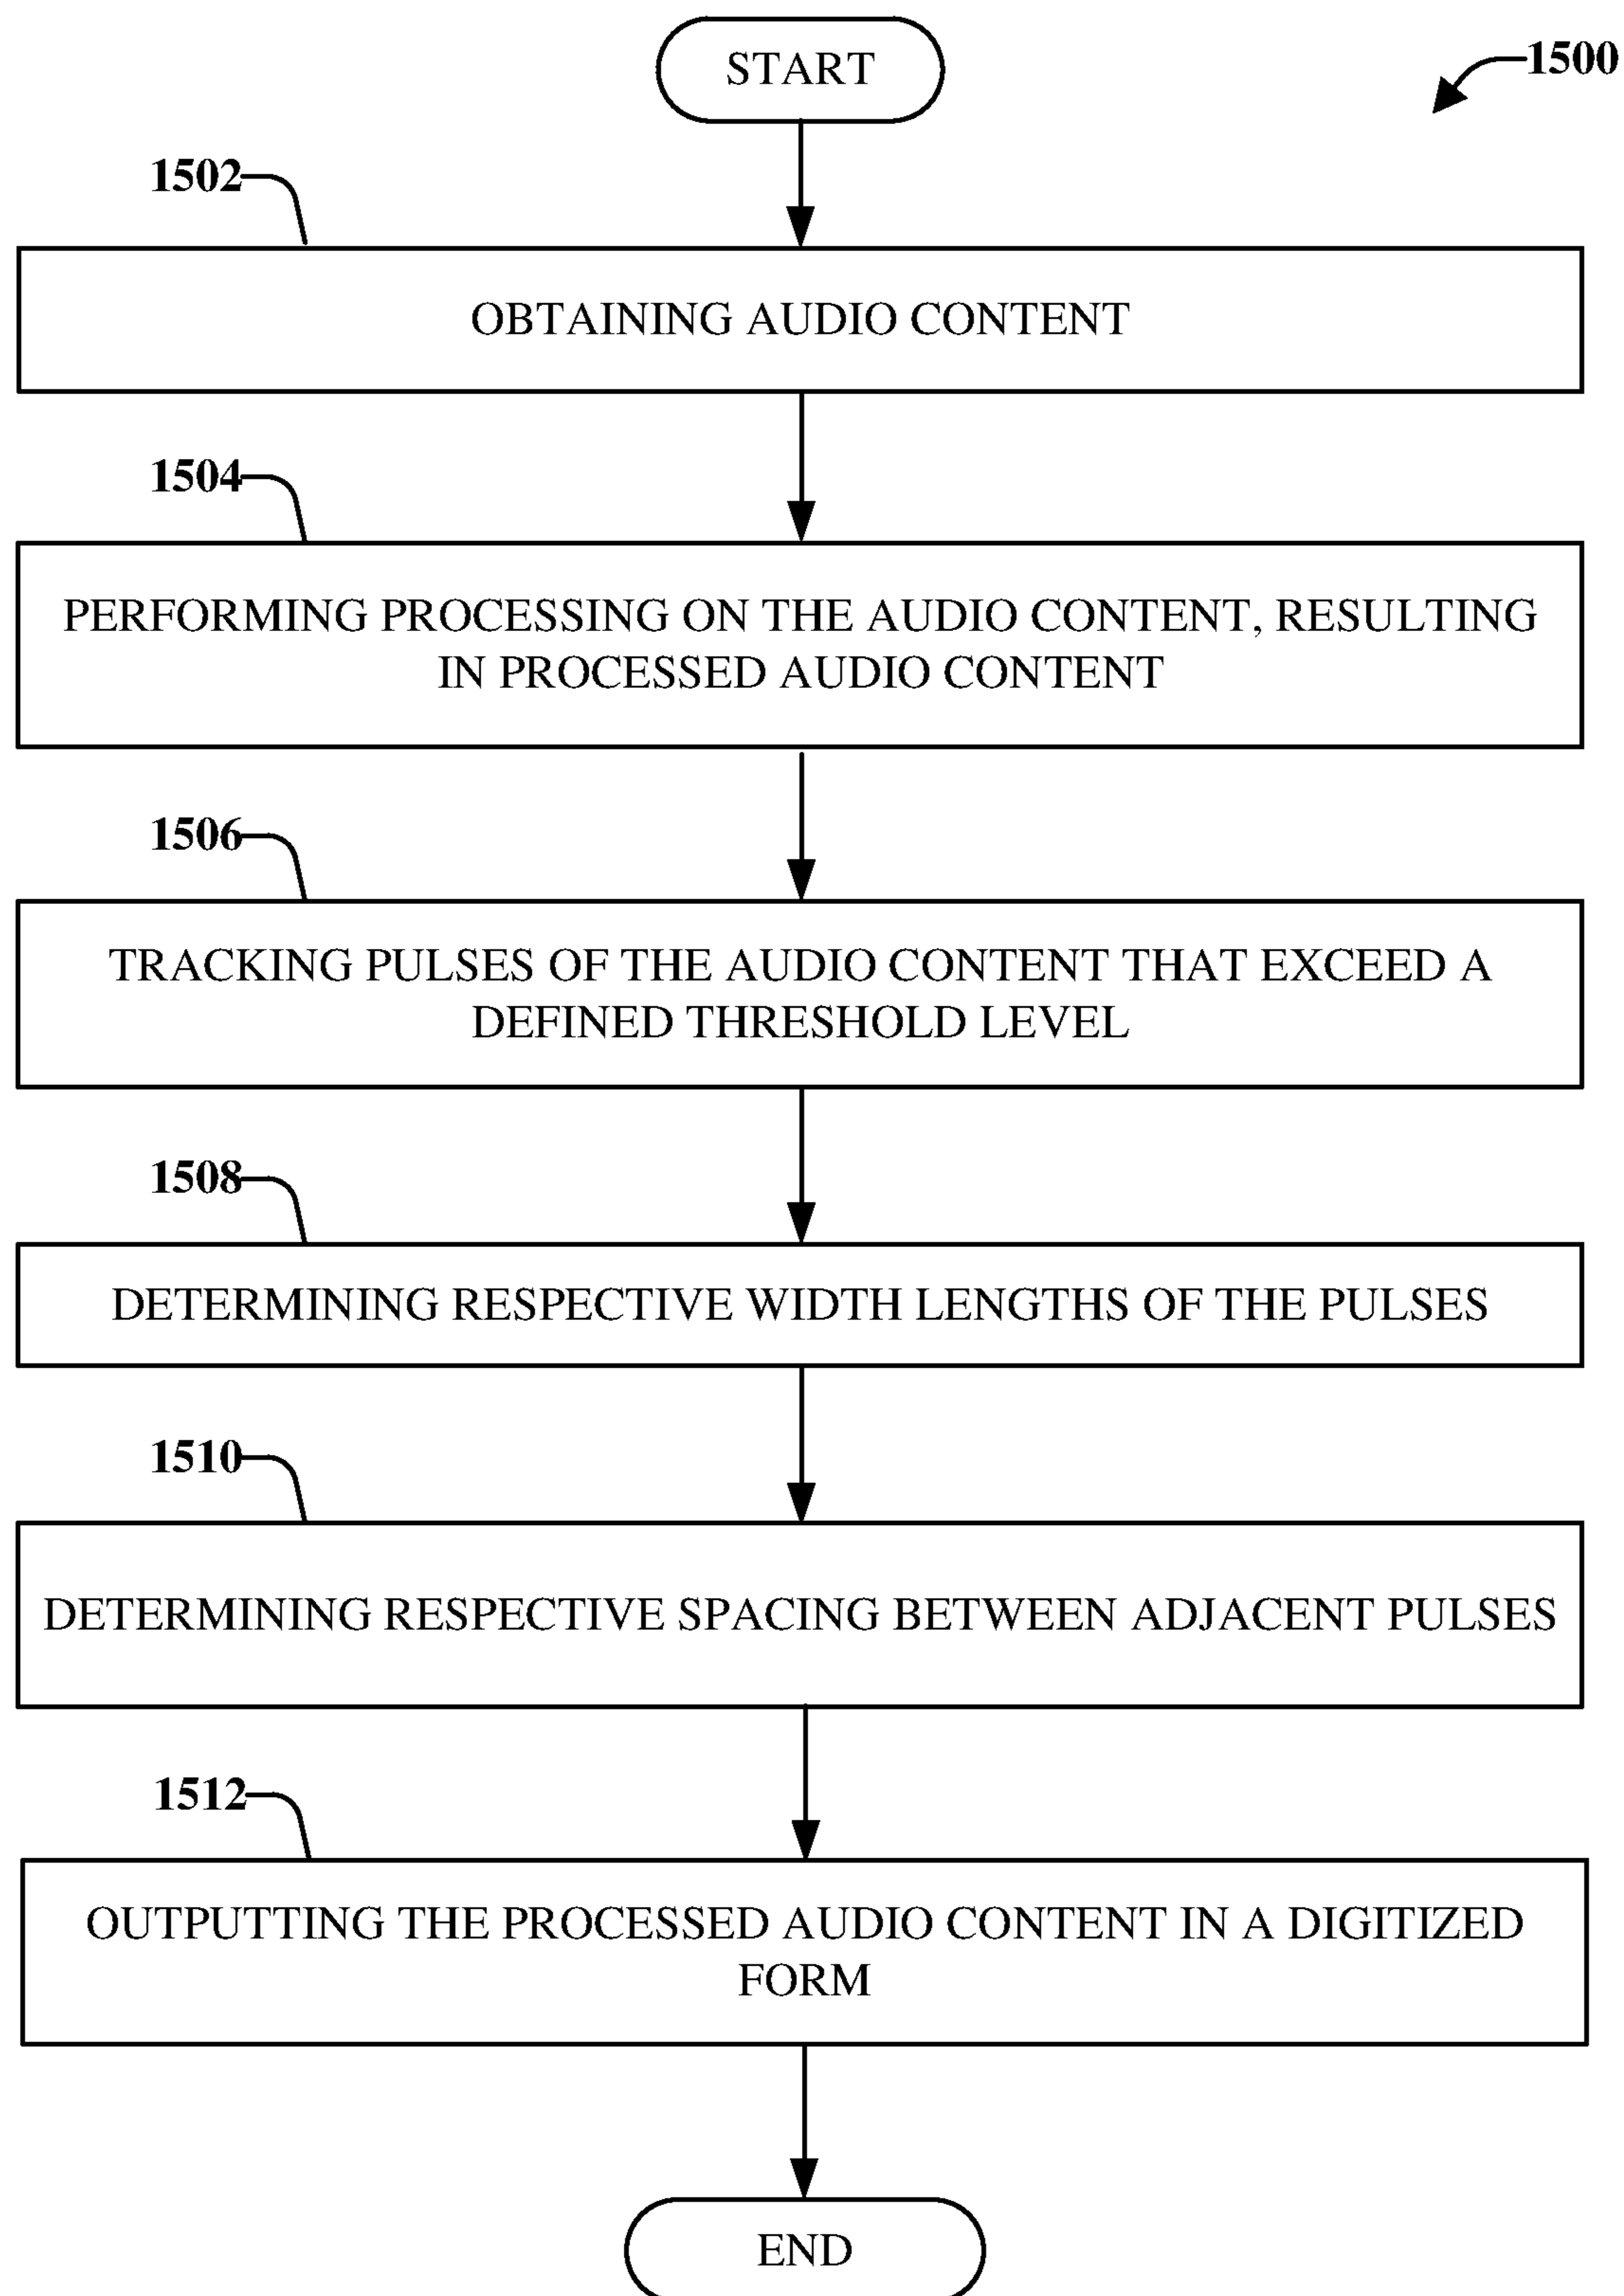 START
1500
1502
OBTAINING AUDIO CONTENT
1504
PERFORMING PROCESSING ON THE AUDIO CONTENT, RESULTING
IN PROCESSED AUDIO CONTENT
1506
TRACKING PULSES OF THE AUDIO CONTENT THAT EXCEED A
DEFINED THRESHOLD LEVEL
1508
DETERMINING RESPECTIVE WIDTH LENGTHS OF THE PULSES
1510
DETERMINING RESPECTIVE SPACING BETWEEN ADJACENT PULSES
1512
OUTPUTTING THE PROCESSED AUDIO CONTENT IN A DIGITIZED
FORM
END